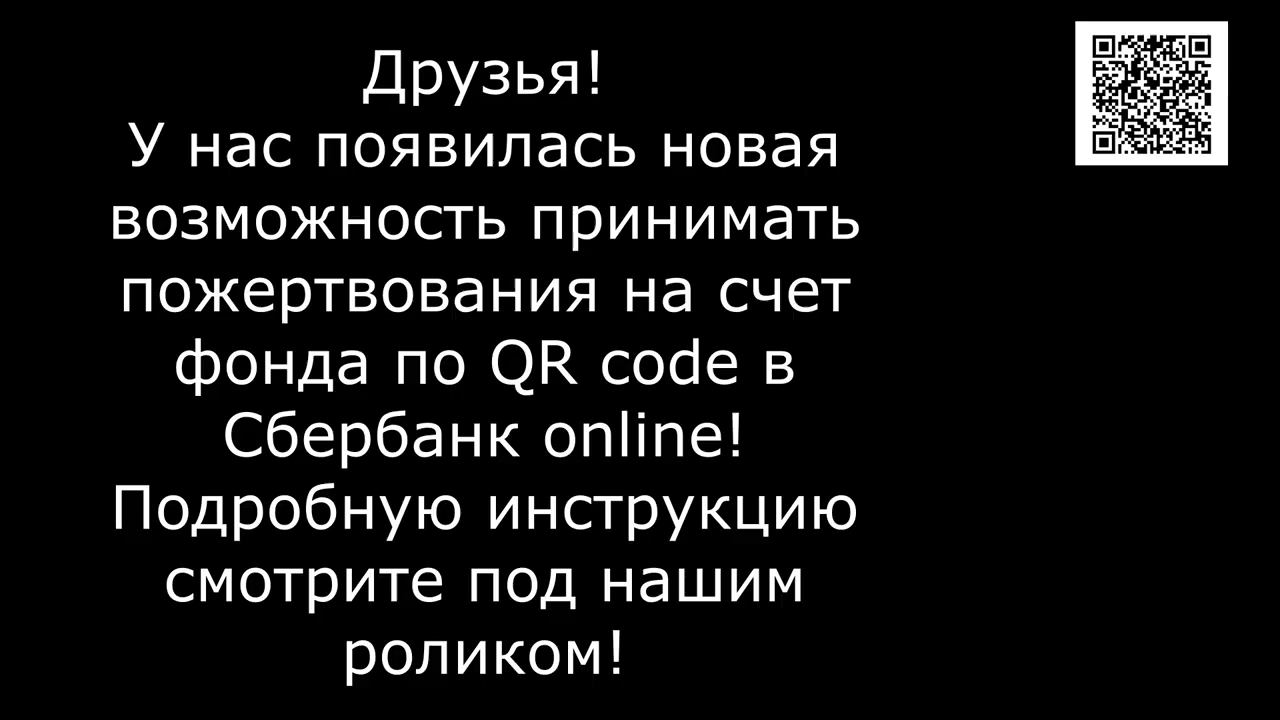 Друзья!
У нас появилась новая
возможность принимать
пожертвования на счет
фонда по QR code в
Сбербанк online!
Подробную инструкцию
смотрите под нашим
роликом!